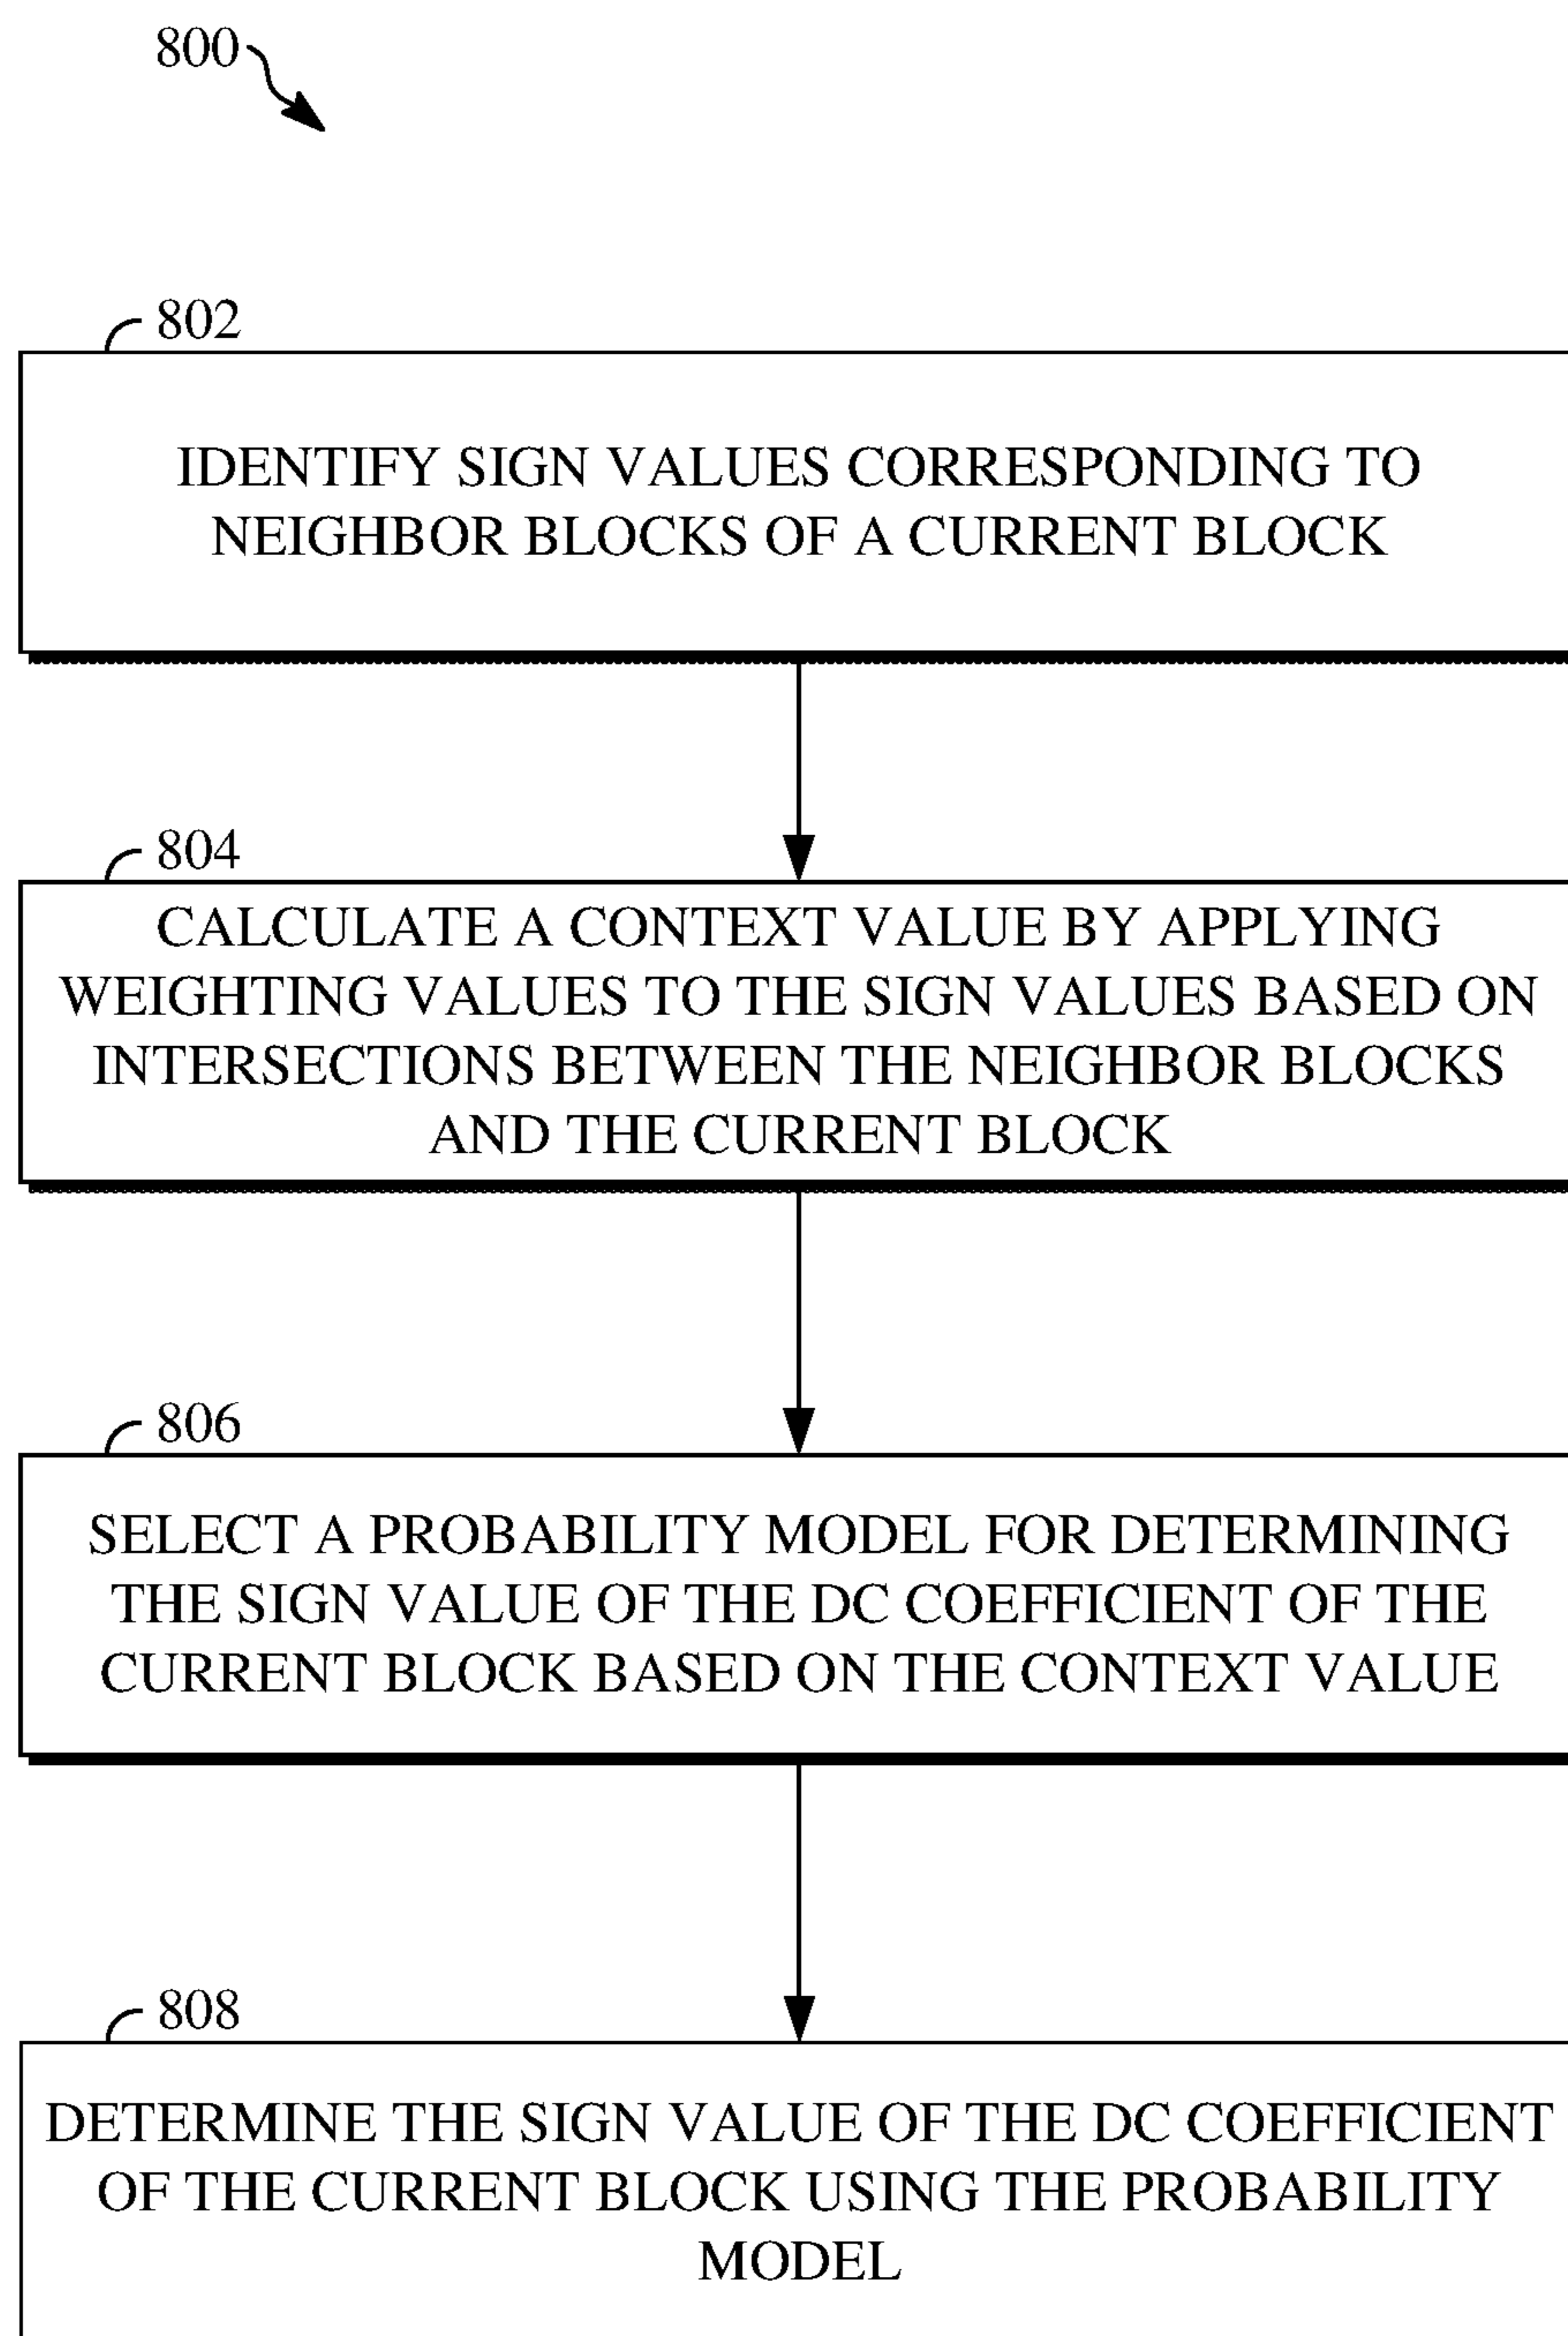 800
802
IDENTIFY SIGN VALUES CORRESPONDING TO
NEIGHBOR BLOCKS OF A CURRENT BLOCK
804
CALCULATE A CONTEXT VALUE BY APPLYING
WEIGHTING VALUES TO THE SIGN VALUES BASED ON
INTERSECTIONS BETWEEN THE NEIGHBOR BLOCKS
AND THE CURRENT BLOCK
806
SELECT A PROBABILITY MODEL FOR DETERMINING
THE SIGN VALUE OF THE DC COEFFICIENT OF THE
CURRENT BLOCK BASED ON THE CONTEXT VALUE
808
DETERMINE THE SIGN VALUE OF THE DC COEFFICIENT
OF THE CURRENT BLOCK USING THE PROBABILITY
MODEL